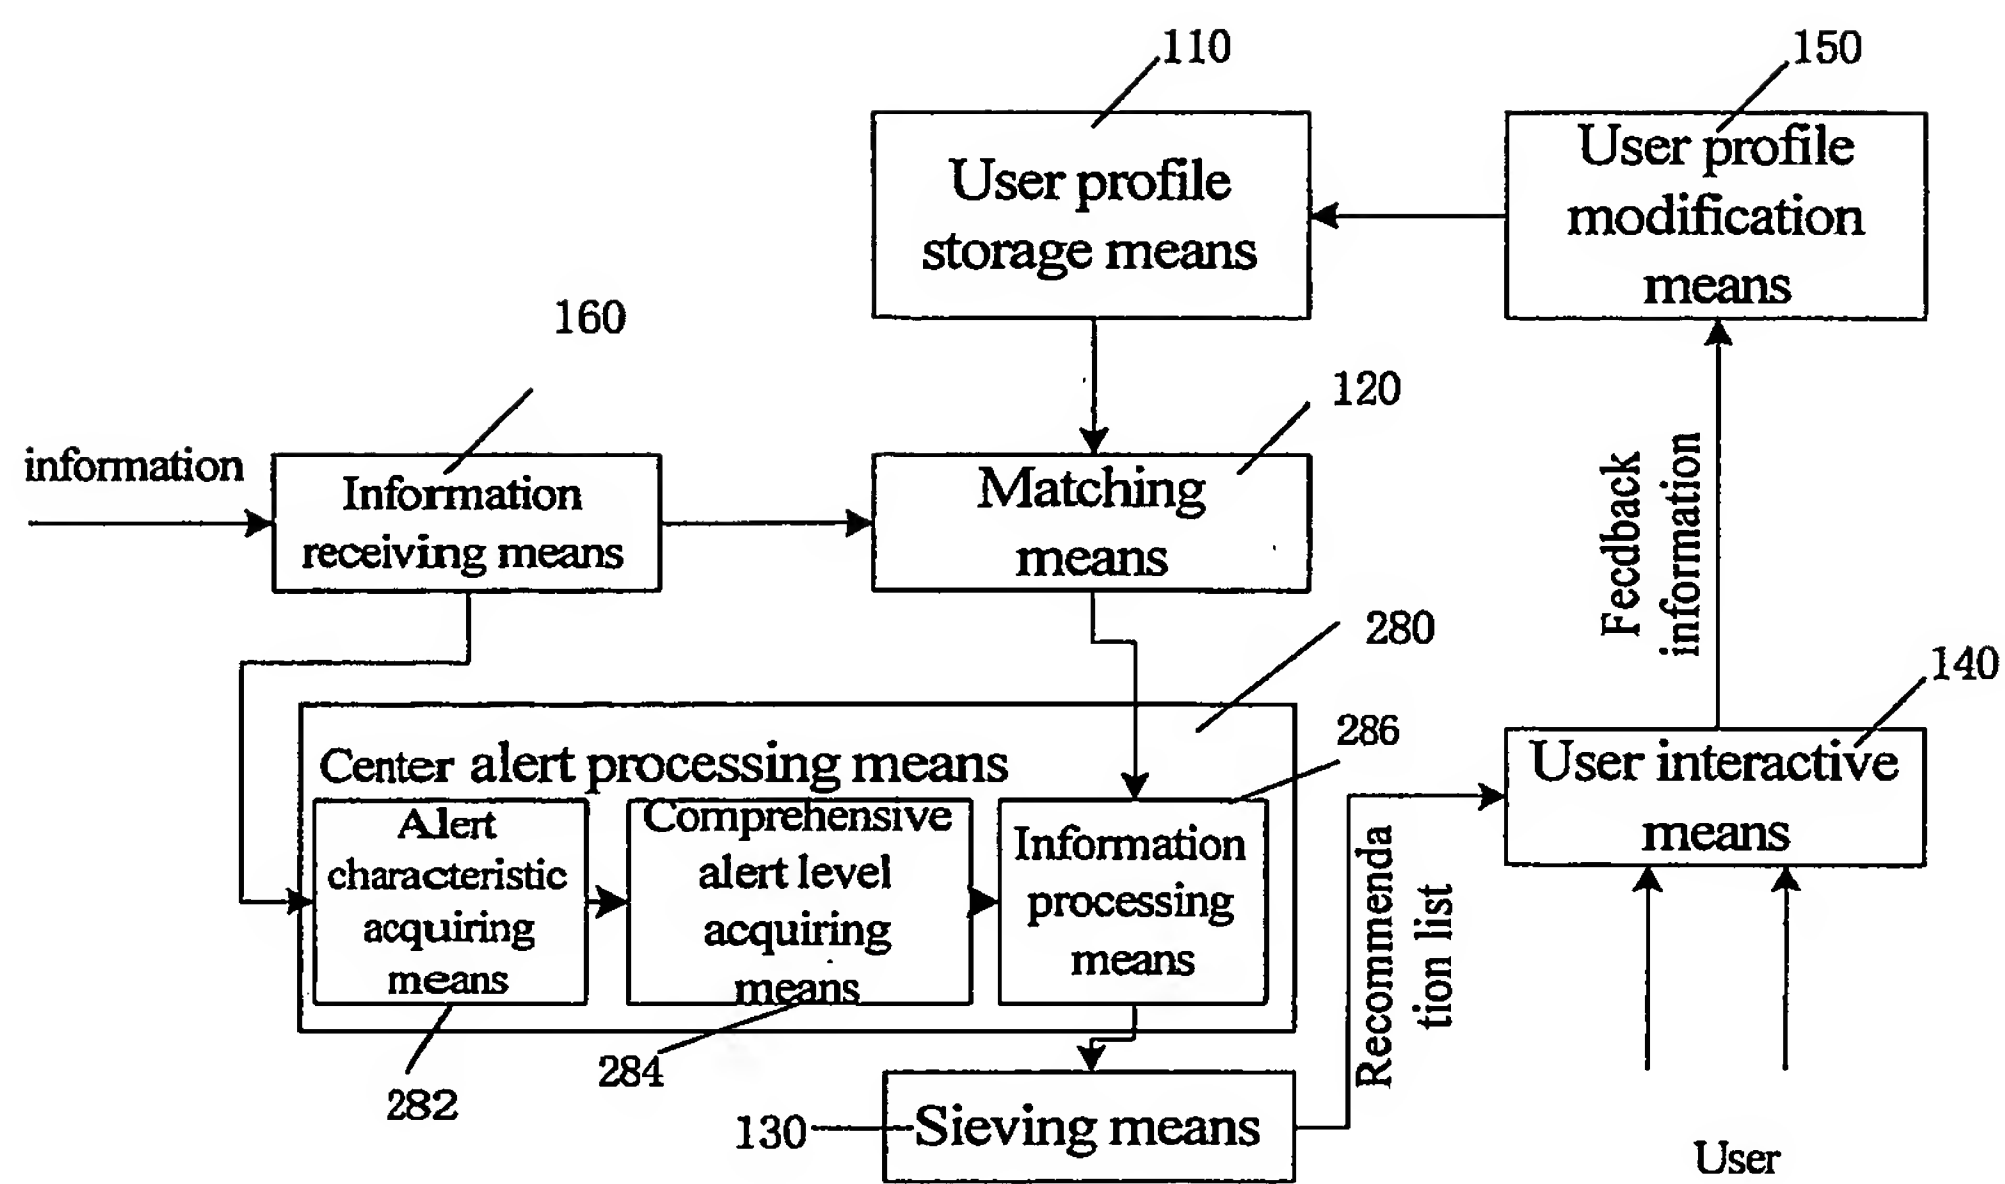 110
150
User profile
storage means
User profile
modification
means
160
120
information
Information
receiving means
Matching
means
Fecdback
information
280
140
286
Center alert processing means
User interactive
means
Alert
characteristic
acquiring
means
Comprehensive
alert level
acquiring
means
Information
processing
means
Recommenda
tion list
282
284
130
Sieving means
User